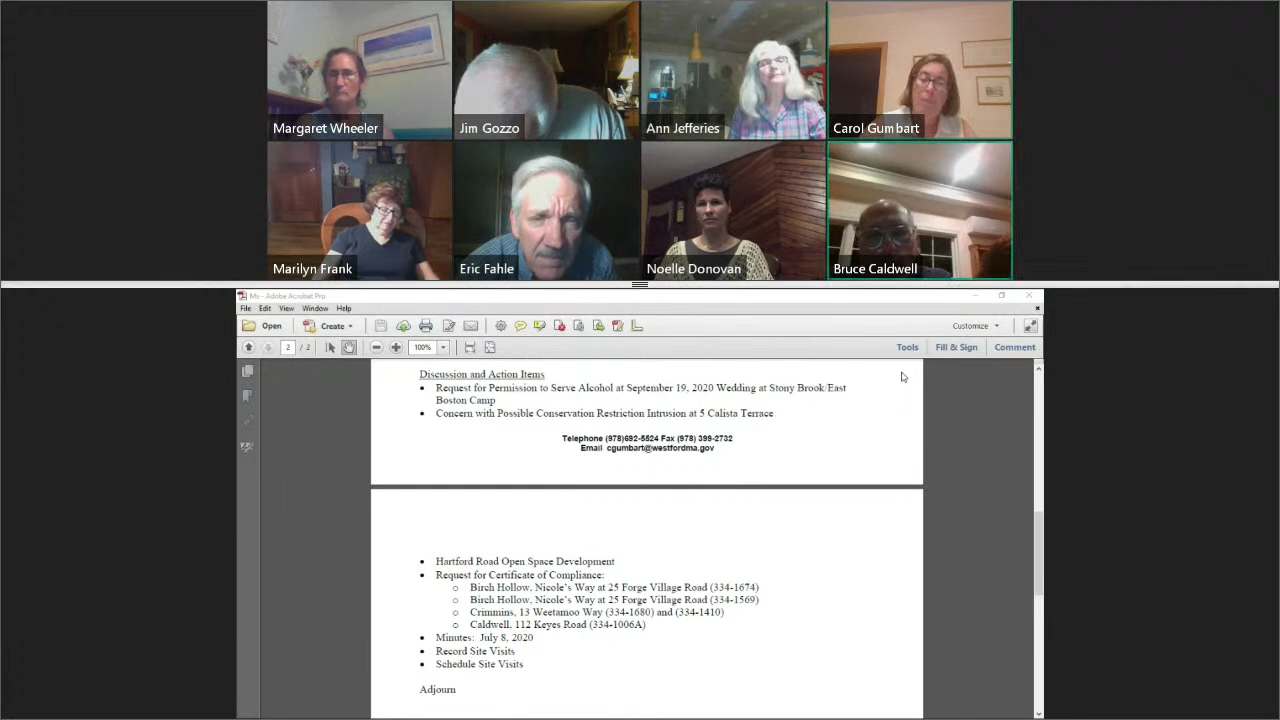 Margaret Wheeler
Jim Gozzo
Ann Jefferies
Carol Gumbart
Marilyn Frank
Eric Fahle
Noelle Donovan
Bruce Caldwell
Ms - Adobe Acrobat Pro
File Edit View Window Help
Open Create Customize
2 / 2 100% Tools Fill & Sign Comment
Discussion and Action Items
• Request for Permission to Serve Alcohol at September 19, 2020 Wedding at Stony Brook/East
Boston Camp
• Concern with Possible Conservation Restriction Intrusion at 5 Calista Terrace
Telephone (978)692-5524 Fax (978) 399-2732
Email cgumbart@westfordma.gov
• Hartford Road Open Space Development
• Request for Certificate of Compliance:
o Birch Hollow, Nicole's Way at 25 Forge Village Road (334-1674)
o Birch Hollow, Nicole's Way at 25 Forge Village Road (334-1569)
o Crimmins, 13 Weetamoo Way (334-1680) and (334-1410)
o Caldwell, 112 Keyes Road (334-1006A)
• Minutes: July 8, 2020
• Record Site Visits
• Schedule Site Visits
Adjourn